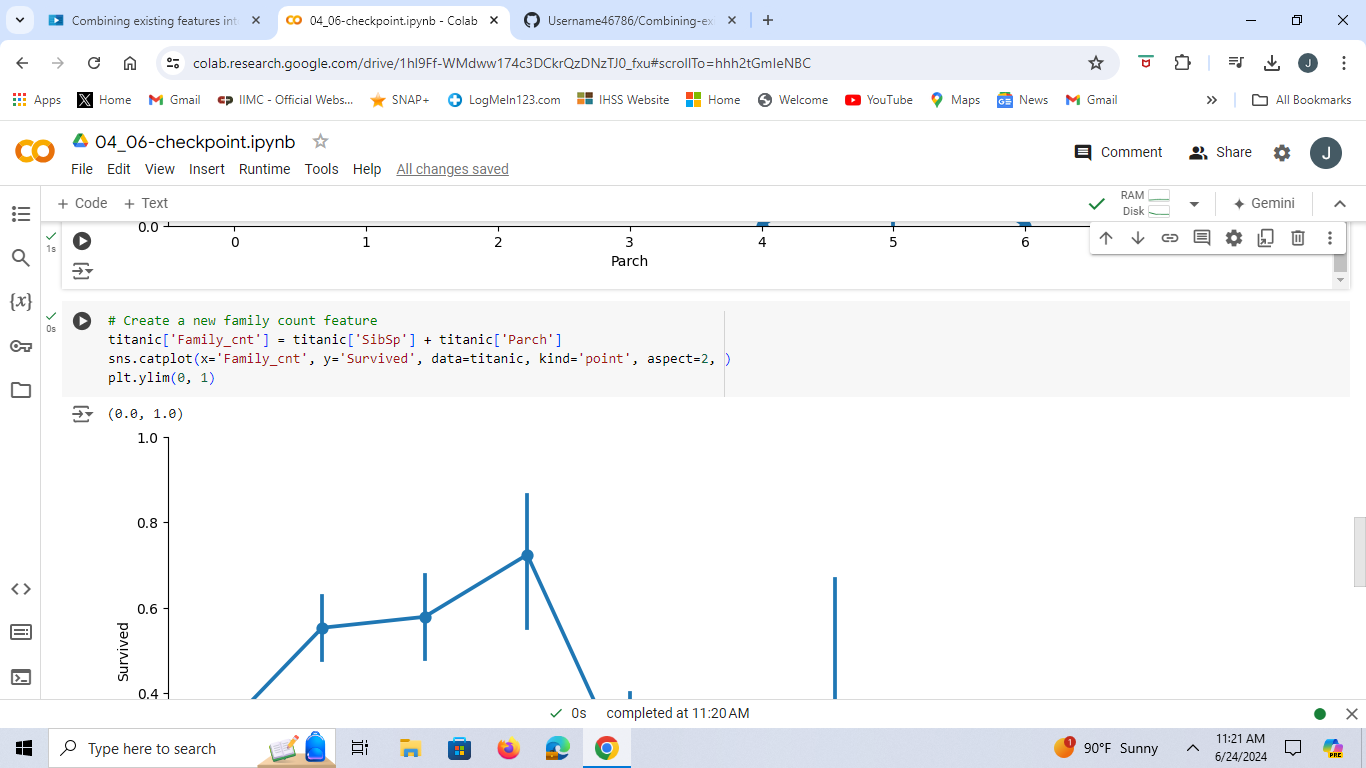 Combining existing features int
04_06-checkpoint.ipynb - Colab
Username46786/Combining-exi
colab.research.google.com/drive/1hI9Ff-WMdww174c3DCkrQzDNzTJ0_fxu#scrollTo=hhh2tGmIeNBC
J
Apps
Home
Gmail
IIMC - Official Webs...
SNAP+
LogMeIn123.com
IHSS Website
Home
Welcome
YouTube
Maps
News
Gmail
All Bookmarks
04_06-checkpoint.ipynb
Comment
Share
J
File Edit View Insert Runtime Tools Help All changes saved
+ Code + Text
RAM
Disk
Gemini
1s
0.0
0 1 2 3 4 5 6
Parch
0s
# Create a new family count feature
titanic['Family_cnt'] = titanic['SibSp'] + titanic['Parch']
sns.catplot(x='Family_cnt', y='Survived', data=titanic, kind='point', aspect=2, )
plt.ylim(0, 1)
(0.0, 1.0)
1.0
0.8
0.6
0.4
Survived
{x}
0s completed at 11:20 AM
Type here to search
1
90°F Sunny
11:21 AM
6/24/2024
PRE